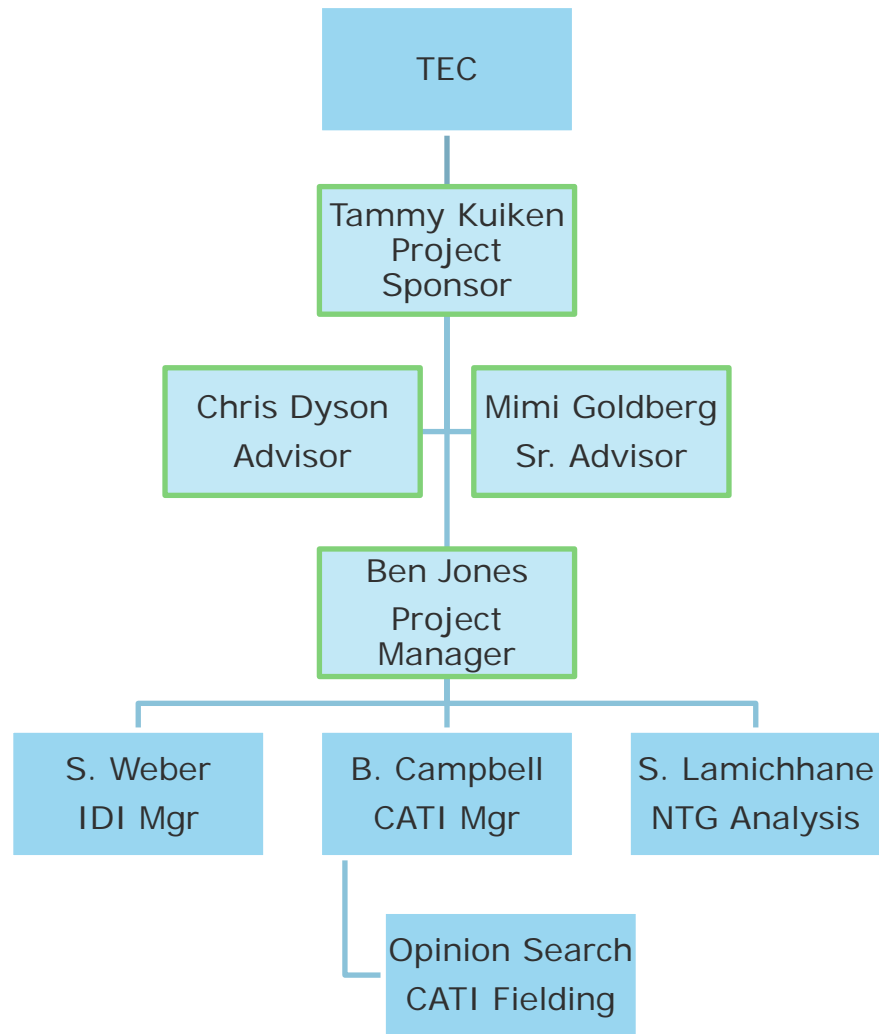 TEC
Tammy Kuiken
Project
Sponsor
Chris Dyson
Advisor
Mimi Goldberg
Sr. Advisor
Ben Jones
Project
Manager
S. Weber
IDI Mgr
B. Campbell
CATI Mgr
S. Lamichhane
NTG Analysis
Opinion Search
CATI Fielding